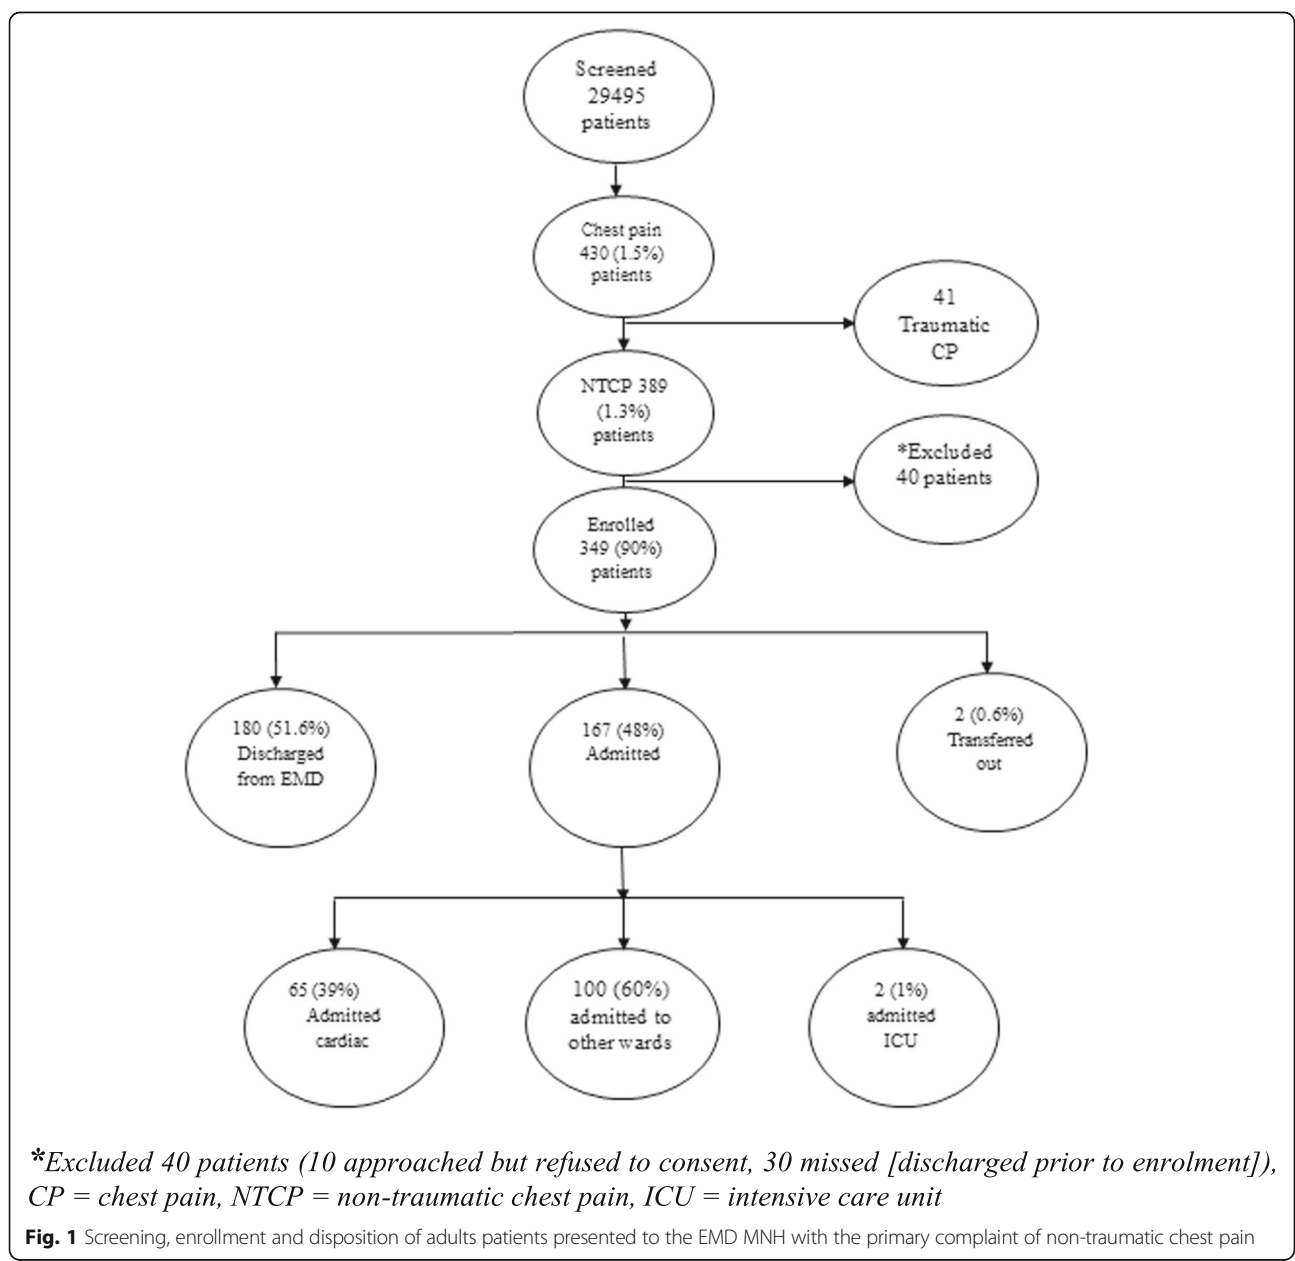 Screened
29495
patients
Chest pain
430 (1.5%)
patients
41
Traumatic
CP
NTCP 389
(1.3%)
patients
*Excluded
40 patients
Enrolled
349 (90%)
patients
180 (51.6%)
Discharged
from EMD
167 (48%)
Admitted
2 (0.6%)
Transferred
out
65 (39%)
Admitted
cardiac
100 (60%)
admitted to
other wards
2 (1%)
admitted
ICU
*Excluded 40 patients (10 approached but refused to consent, 30 missed [discharged prior to enrolment]),
CP = chest pain, NTCP = non-traumatic chest pain, ICU = intensive care unit
Fig. 1 Screening, enrollment and disposition of adults patients presented to the EMD MNH with the primary complaint of non-traumatic chest pain